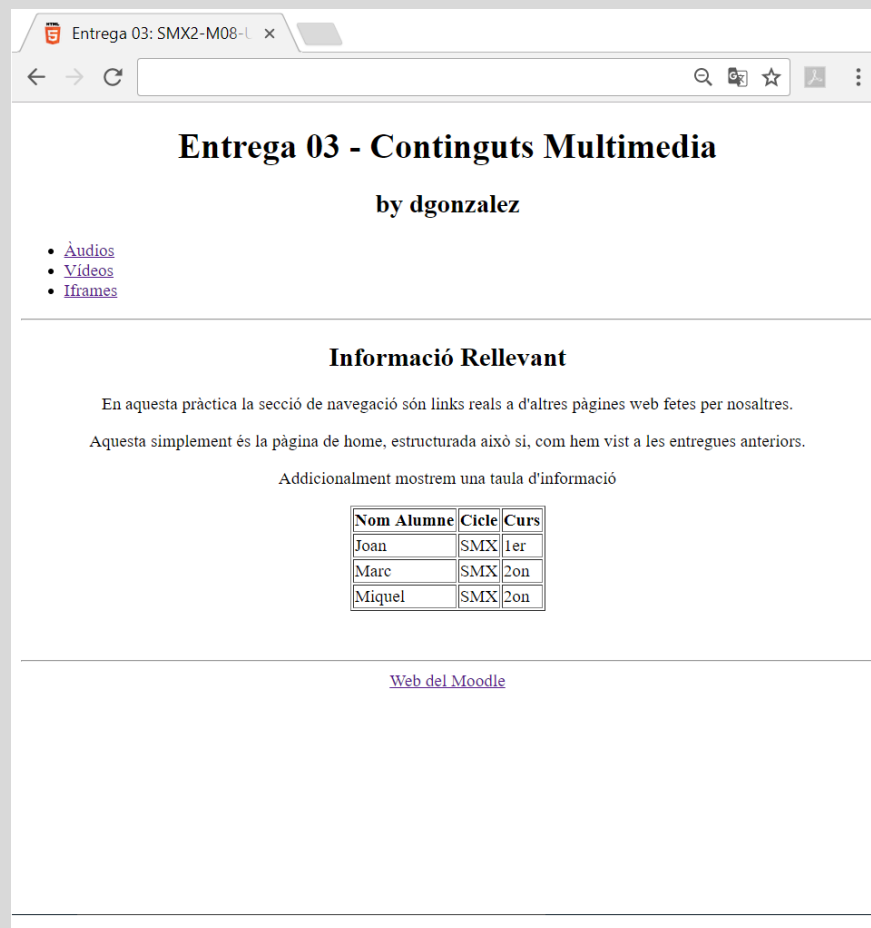 Entrega 03: SMX2-M08-
Entrega 03 - Continguts Multimedia
by dgonzalez
Àudios
Vídeos
Iframes
Informació Rellevant
En aquesta pràctica la secció de navegació són links reals a d'altres pàgines web fetes per nosaltres.
Aquesta simplement és la pàgina de home, estructurada això si, com hem vist a les entregues anteriors.
Addicionalment mostrem una taula d'informació
Nom Alumne Cicle Curs
Joan SMX 1er
Marc SMX 2on
Miquel SMX 2on
Web del Moodle